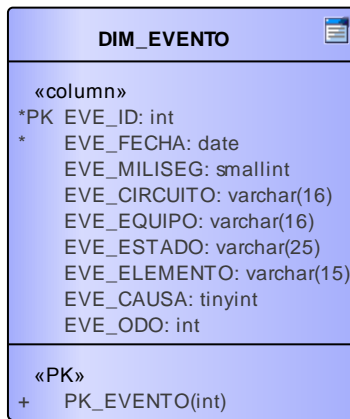 DIM_EVENTO
«column»
*PK EVE_ID: int
* EVE_FECHA: date
EVE_MILISEG: smallint
EVE_CIRCUITO: varchar(16)
EVE_EQUIPO: varchar(16)
EVE_ESTADO: varchar(25)
EVE_ELEMENTO: varchar(15)
EVE_CAUSA: tinyint
EVE_ODO: int
«PK»
+ PK_EVENTO(int)